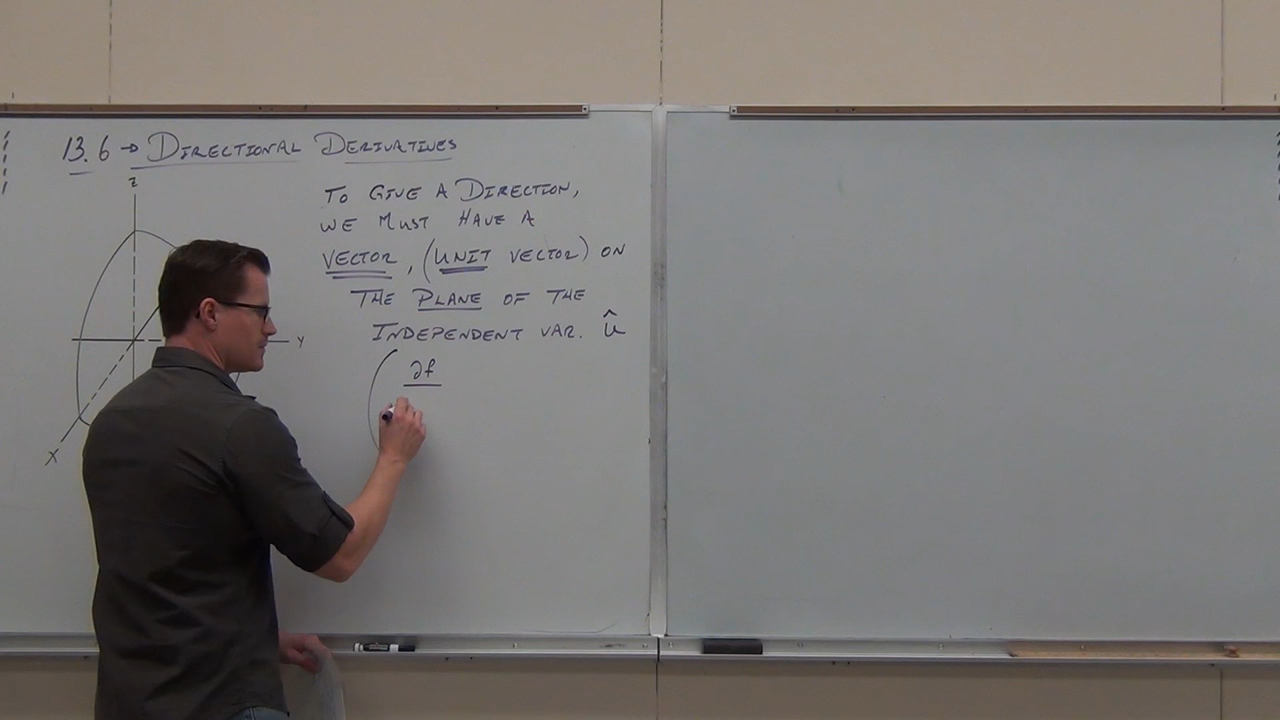 13.6 → DIRECTIONAL DERIVATIVES
Z
Y
X
TO GIVE A DIRECTION,
WE MUST HAVE A
VECTOR, (UNIT VECTOR) ON
THE PLANE OF THE
INDEPENDENT VAR. û
( ∂f